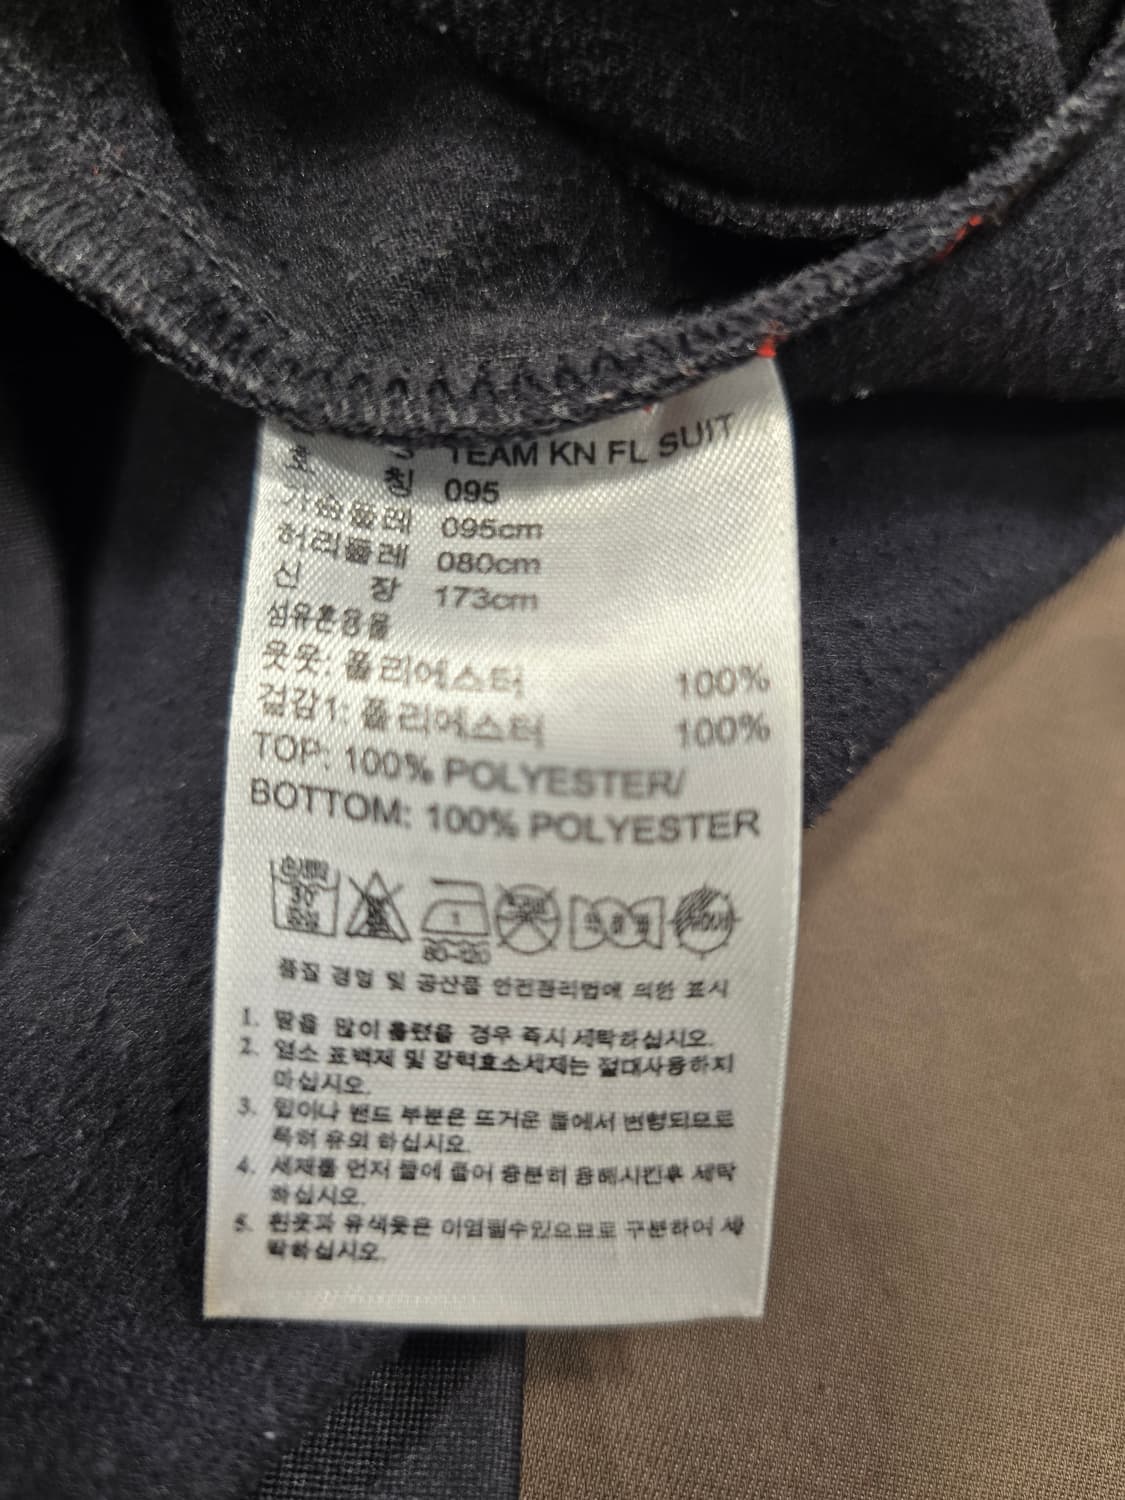 TEAM KN FL SUIT
호 칭 095
가슴둘레 095cm
허리둘레 080cm
신 장 173cm
섬유혼용율
웃옷: 폴리에스터 100%
겉감1: 폴리에스터 100%
TOP: 100% POLYESTER/
BOTTOM: 100% POLYESTER
80~120
품질 경영 및 공산품 안전관리법에 의한 표시
1. 땀을 많이 흘렸을 경우 즉시 세탁하십시오.
2. 염소 표백제 및 강력효소세제는 절대사용하지
마십시오.
3. 힙이나 밴드 부분은 뜨거운 물에서 변형되므로
특히 유의 하십시오.
4. 세제를 먼저 물에 풀어 충분히 용해시킨후 세탁
하십시오.
5. 흰옷과 유색옷은 이염될수있으므로 구분하여 세
탁하십시오.